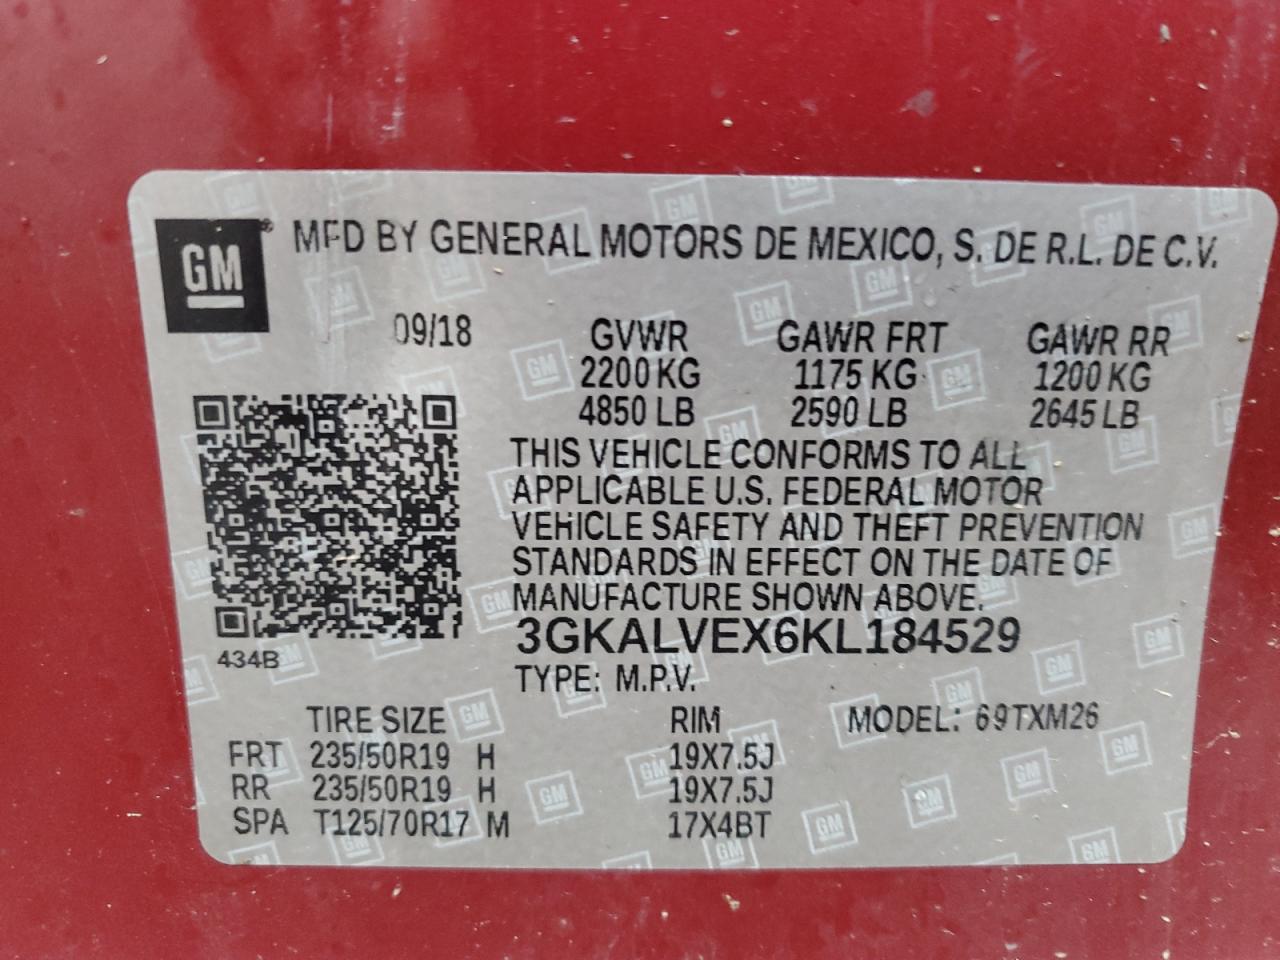 GM ® MFD BY GENERAL MOTORS DE MEXICO, S. DE R.L. DE C.V.
09/18 GVWR GAWR FRT GAWR RR
2200 KG 1175 KG 1200 KG
4850 LB 2590 LB 2645 LB
THIS VEHICLE CONFORMS TO ALL
APPLICABLE U.S. FEDERAL MOTOR
VEHICLE SAFETY AND THEFT PREVENTION
STANDARDS IN EFFECT ON THE DATE OF
MANUFACTURE SHOWN ABOVE.
3GKALVEX6KL184529
434B
TYPE: M.P.V.
TIRE SIZE RIM MODEL: 69TXM26
FRT 235/50R19 H 19X7.5J
RR 235/50R19 H 19X7.5J
SPA T125/70R17 M 17X4BT